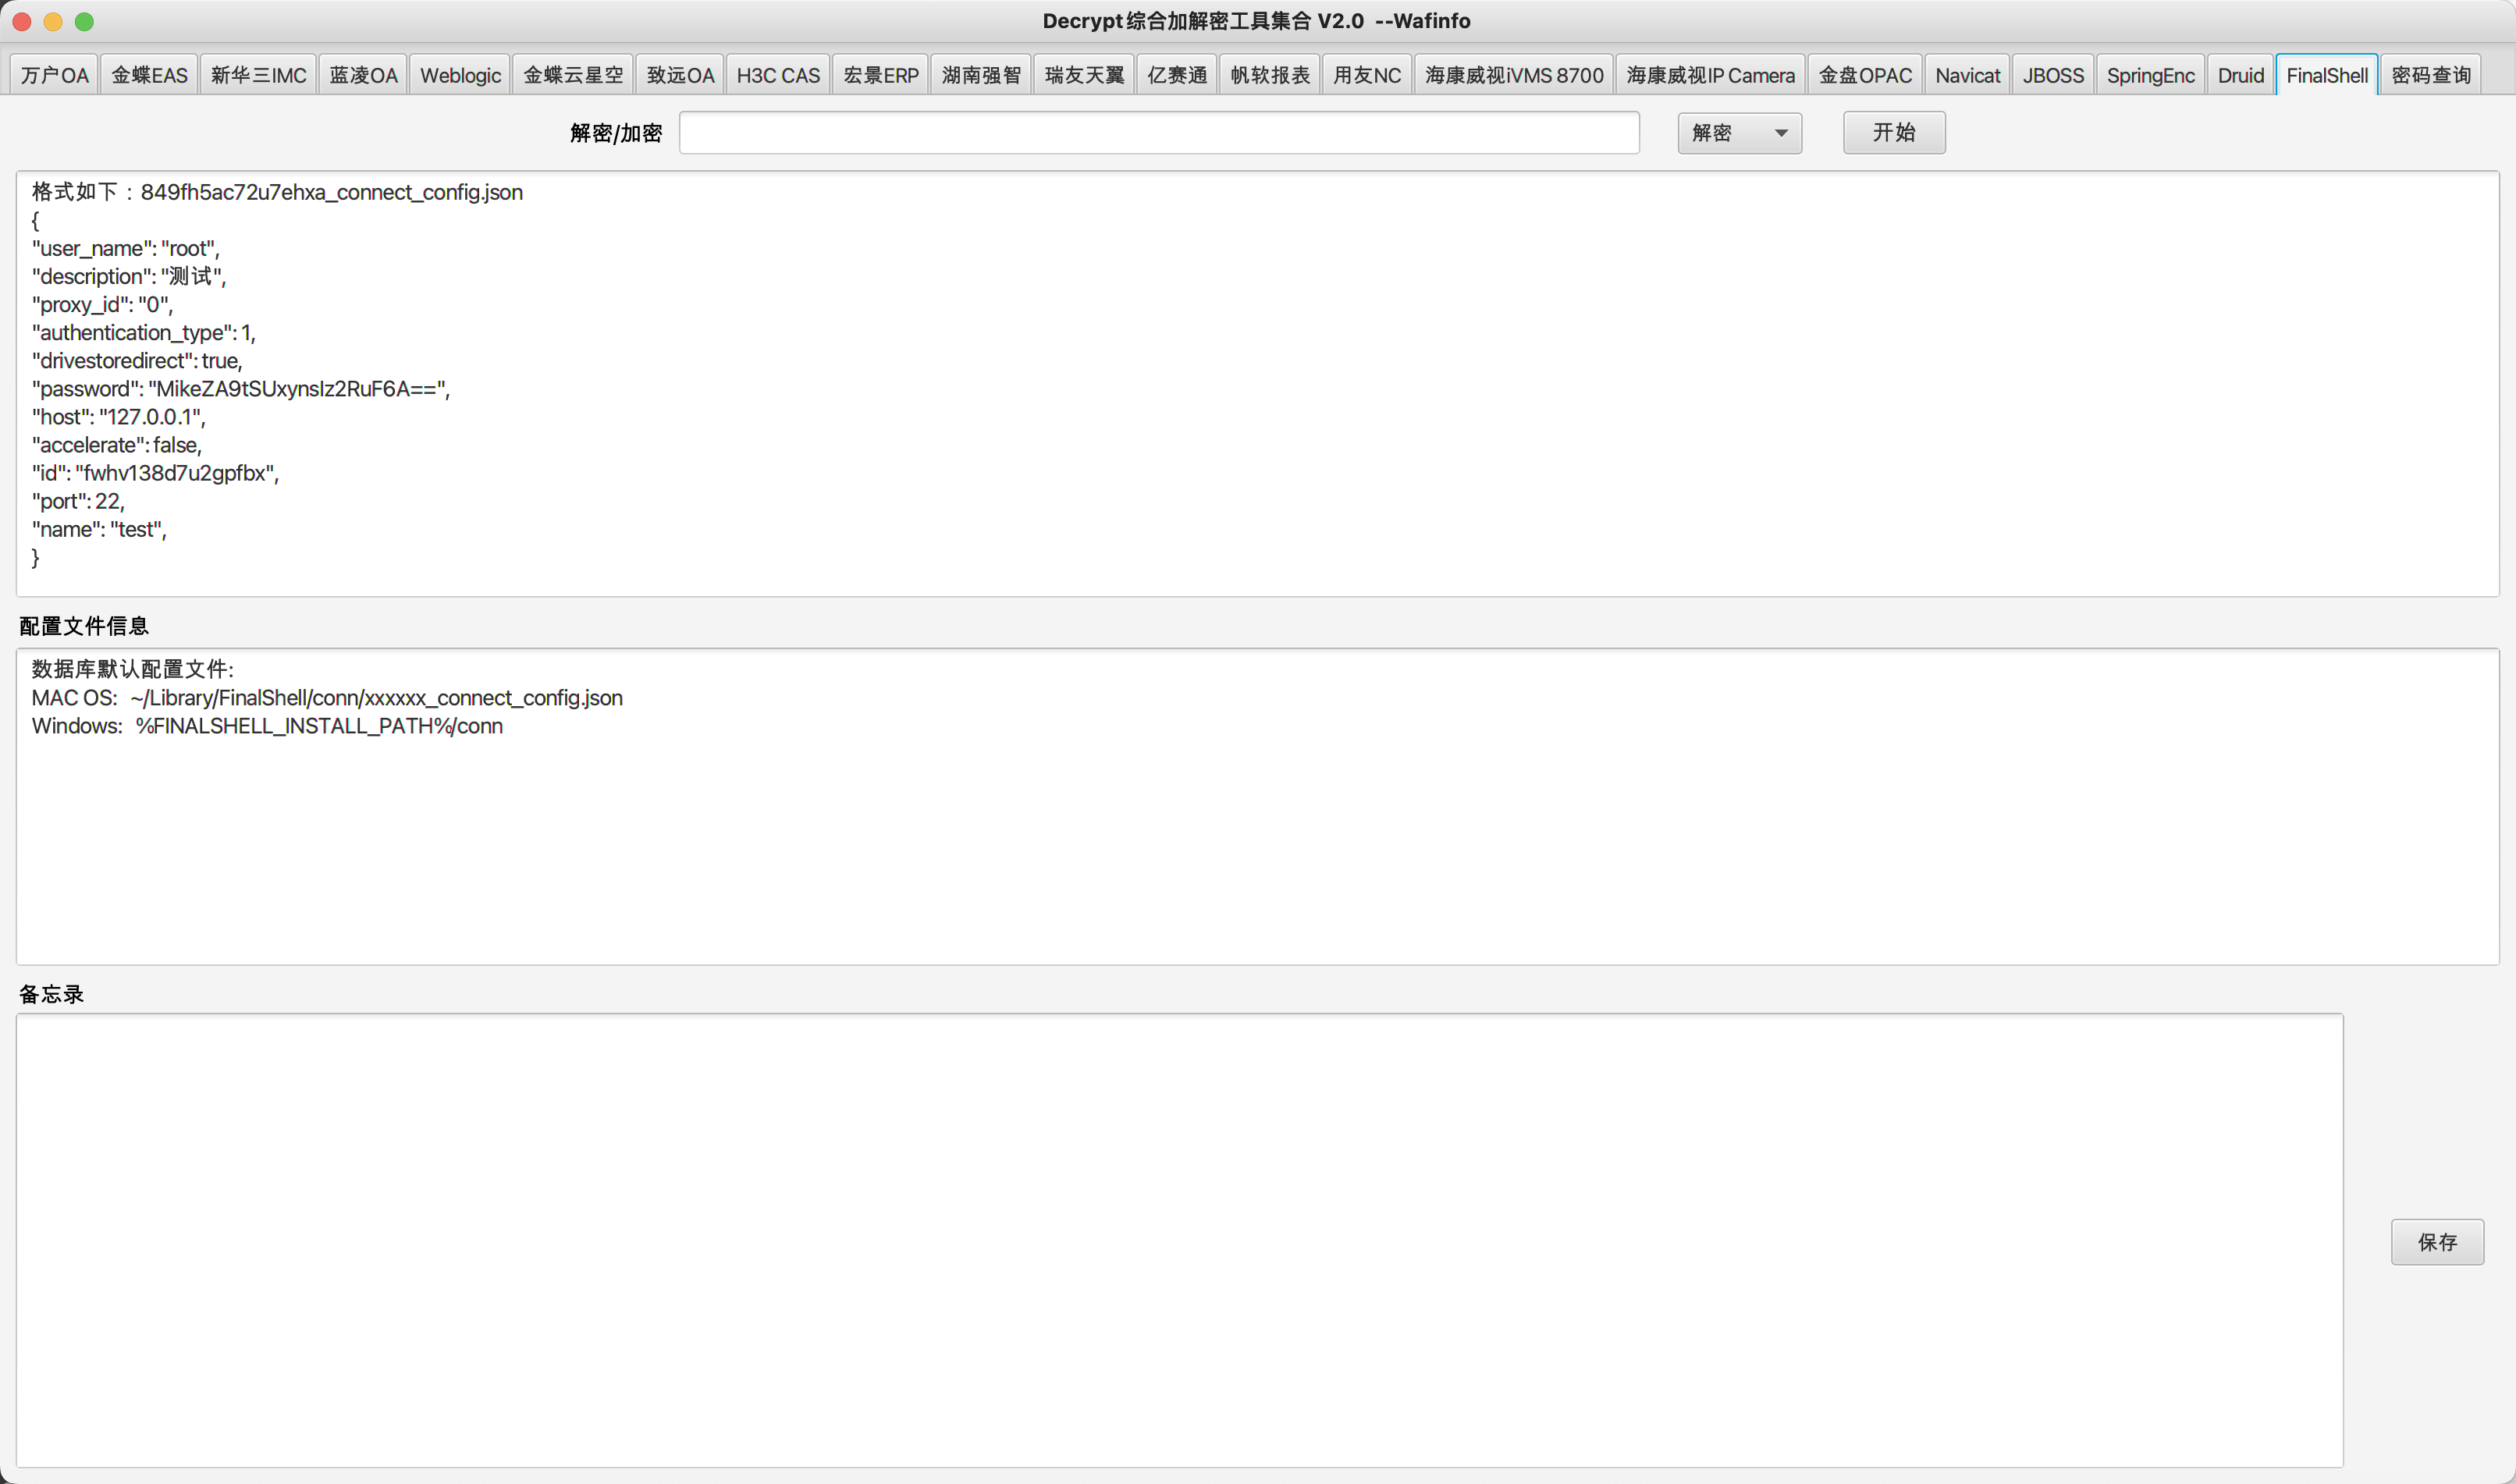 Decrypt综合加解密工具集合 V2.0 --Wafinfo
万户OA 金蝶EAS 新华三IMC 蓝凌OA Weblogic 金蝶云星空 致远OA H3C CAS 宏景ERP 湖南强智 瑞友天翼 亿赛通 帆软报表 用友NC 海康威视iVMS 8700 海康威视IP Camera 金盘OPAC Navicat JBOSS SpringEnc Druid FinalShell 密码查询
解密/加密 解密 开始
格式如下：849fh5ac72u7ehxa_connect_config.json
{
"user_name": "root",
"description": "测试",
"proxy_id": "0",
"authentication_type": 1,
"drivestoredirect": true,
"password": "MikeZA9tSUxynsIz2RuF6A==",
"host": "127.0.0.1",
"accelerate": false,
"id": "fwhv138d7u2gpfbx",
"port": 22,
"name": "test",
}
配置文件信息
数据库默认配置文件:
MAC OS: ~/Library/FinalShell/conn/xxxxxx_connect_config.json
Windows: %FINALSHELL_INSTALL_PATH%/conn
备忘录
保存